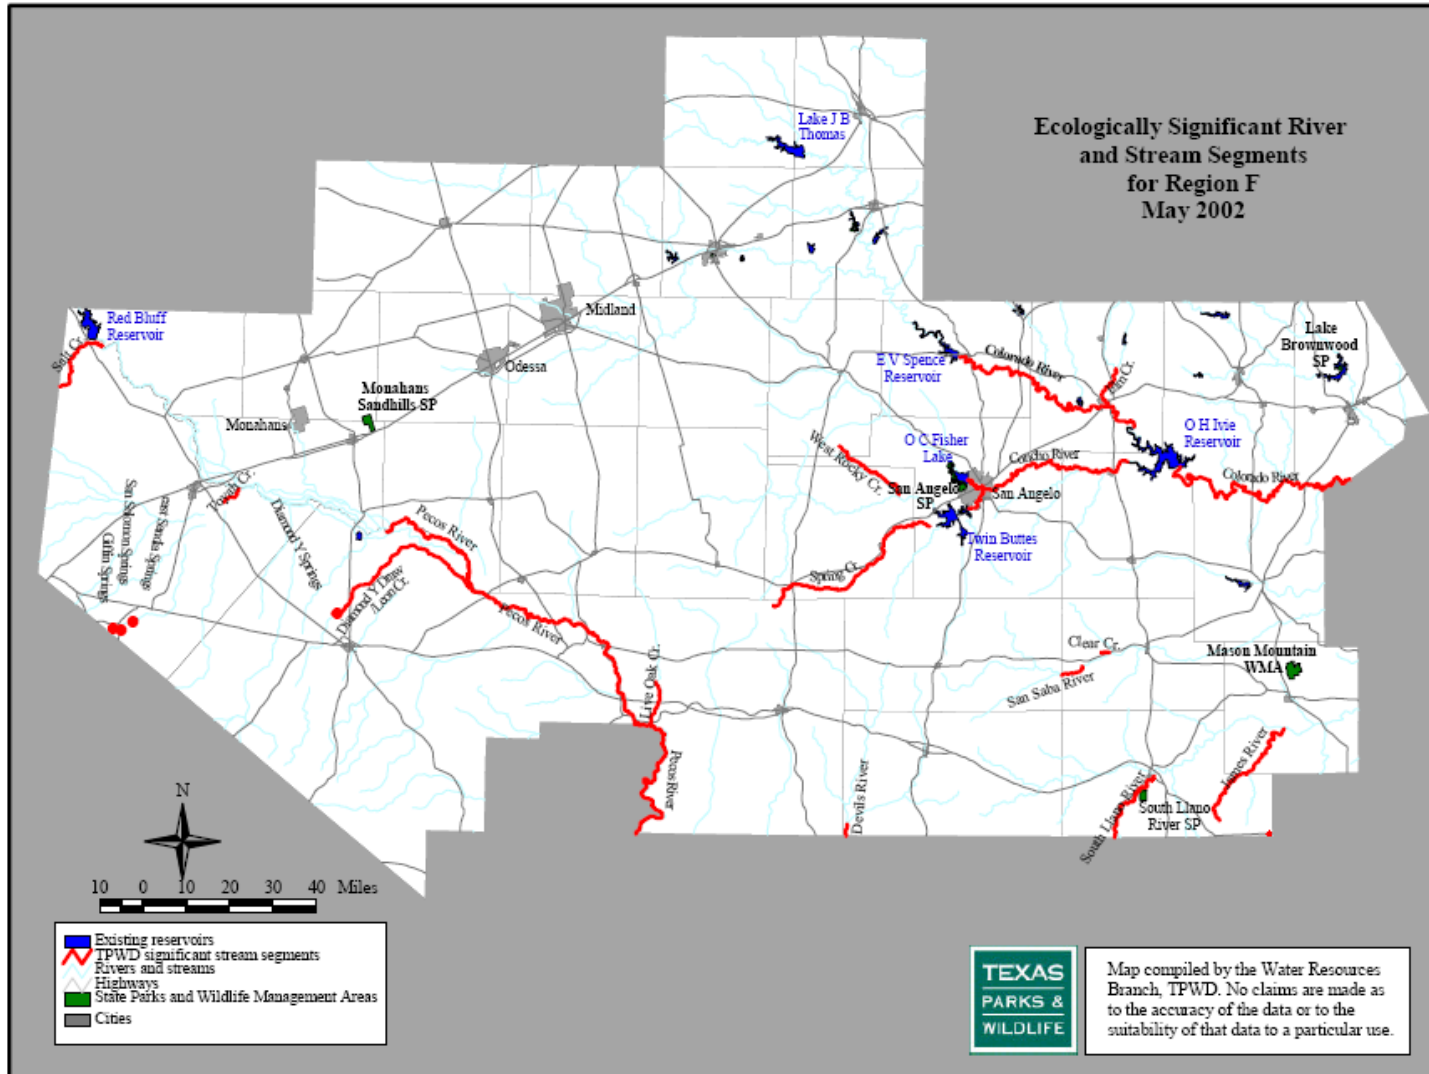 Ecologically Significant River
and Stream Segments
for Region F
May 2002
Lake J B
Thomas
Red Bluff
Reservoir
Salt Cr.
Midland
Odessa
Monahans
Sandhills SP
Monahans
E V Spence
Reservoir
Colorado River
Elm Cr.
Lake
Brownwood
SP
O H Ivie
Reservoir
Colorado River
O C Fisher
Lake
West Rocky Cr.
Concho River
San Angelo
SP
San Angelo
Twin Buttes
Reservoir
Spring Cr.
Toyah Cr.
San Solomon Springs
Giffin Springs
east Sandia Springs
Diamond Y Springs
Diamond Y Draw
/Leon Cr.
Pecos River
Pecos River
Live Oak Cr.
Pecos River
Devils River
Clear Cr.
San Saba River
Mason Mountain
WMA
James River
South Llano River
South Llano
River SP
N
10 0 10 20 30 40 Miles
Existing reservoirs
TPWD significant stream segments
Rivers and streams
Highways
State Parks and Wildlife Management Areas
Cities
TEXAS
PARKS &
WILDLIFE
Map compiled by the Water Resources
Branch, TPWD. No claims are made as
to the accuracy of the data or to the
suitability of that data to a particular use.